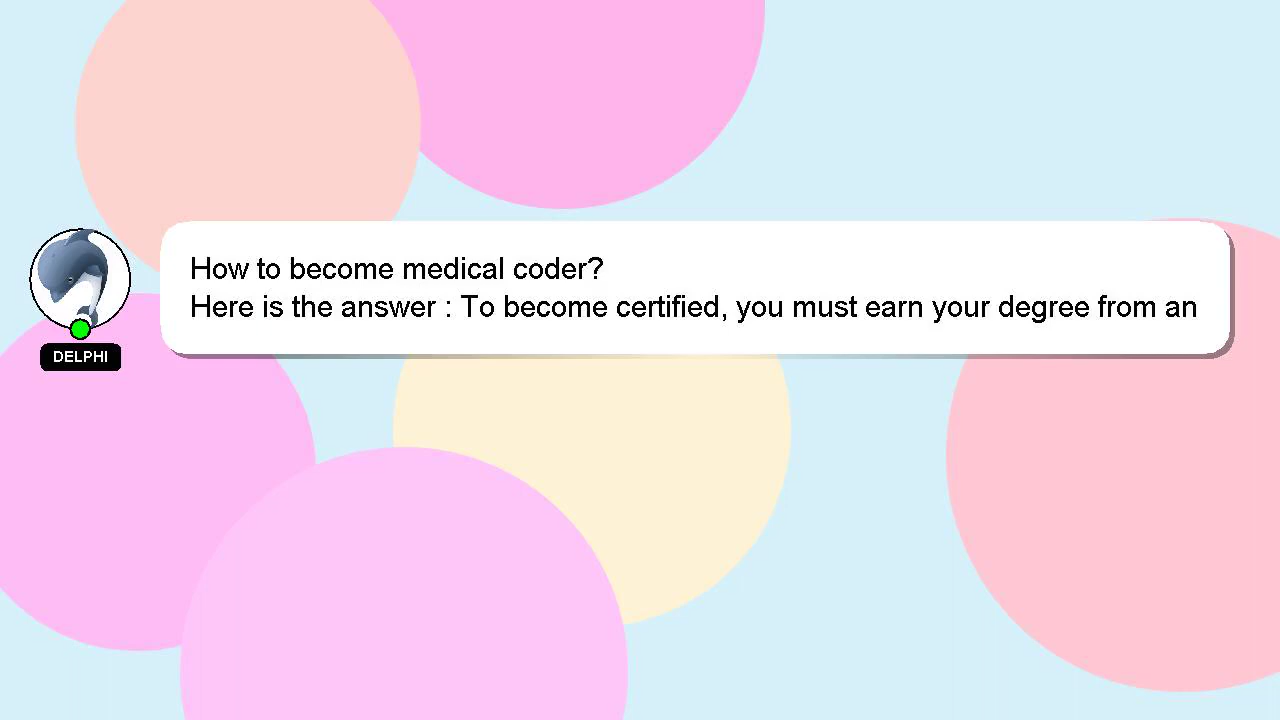 How to become medical coder?
Here is the answer : To become certified, you must earn your degree from an
DELPHI